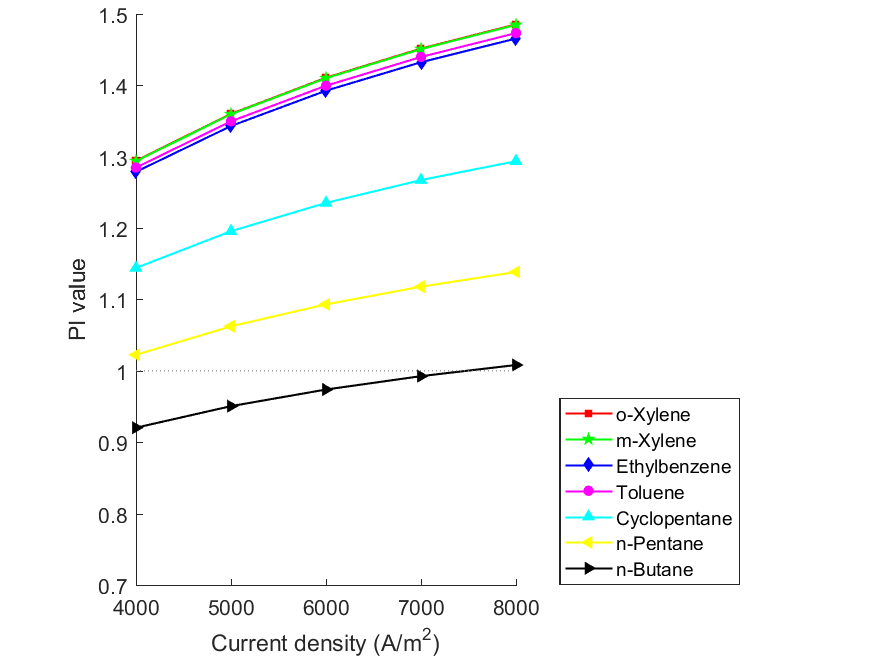 1.5
1.4
1.3
1.2
1.1
1
0.9
0.8
0.7
PI value
4000 5000 6000 7000 8000
Current density (A/m²)
o-Xylene
m-Xylene
Ethylbenzene
Toluene
Cyclopentane
n-Pentane
n-Butane